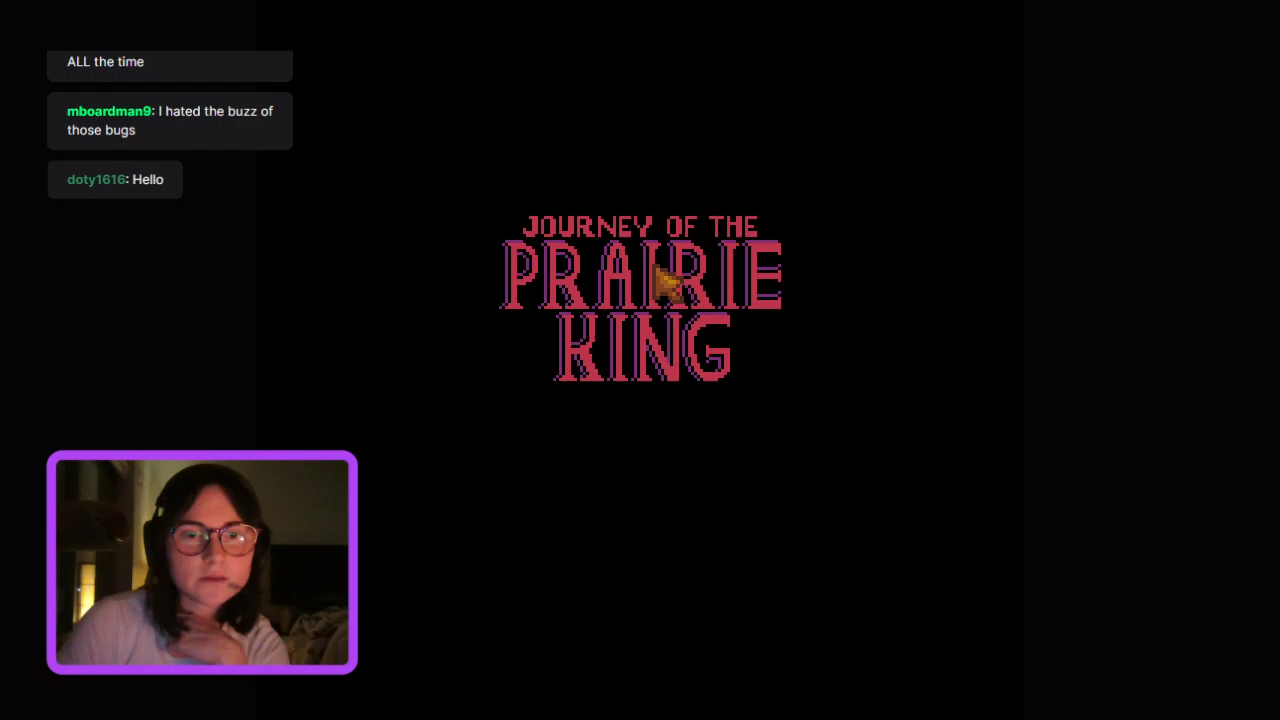 ALL the time
mboardman9: I hated the buzz of
those bugs
doty1616: Hello
JOURNEY OF THE
PRAIRIE
KING